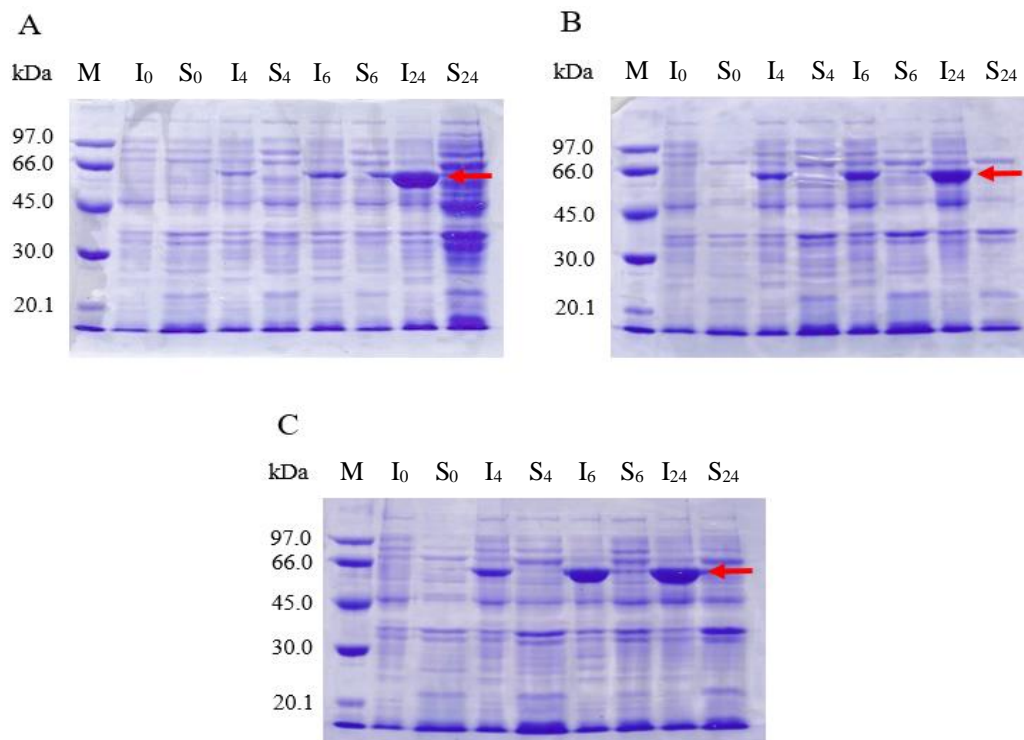 A
kDa M I₀ S₀ I₄ S₄ I₆ S₆ I₂₄ S₂₄
97.0
66.0
45.0
30.0
20.1
B
kDa M I₀ S₀ I₄ S₄ I₆ S₆ I₂₄ S₂₄
97.0
66.0
45.0
30.0
20.1
C
kDa M I₀ S₀ I₄ S₄ I₆ S₆ I₂₄ S₂₄
97.0
66.0
45.0
30.0
20.1